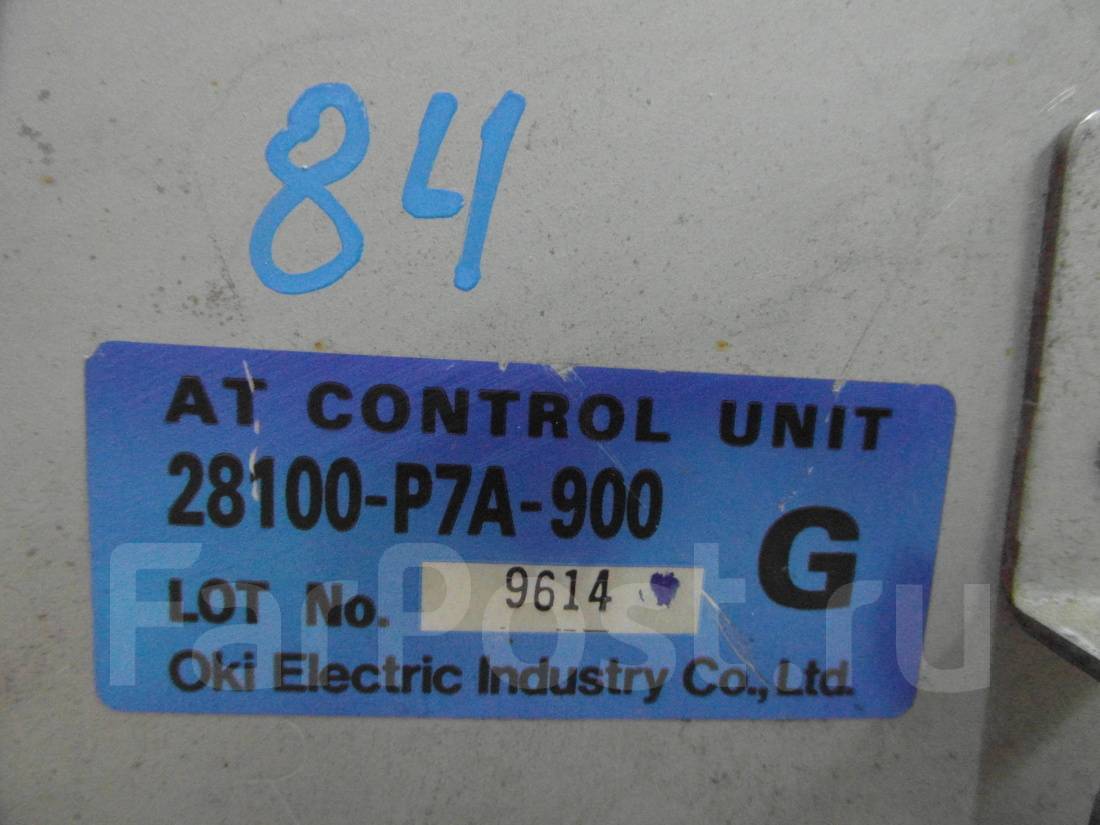 84
AT CONTROL UNIT
28100-P7A-900
G
LOT No. 9614
Oki Electric Industry Co., Ltd.
FarPost.ru